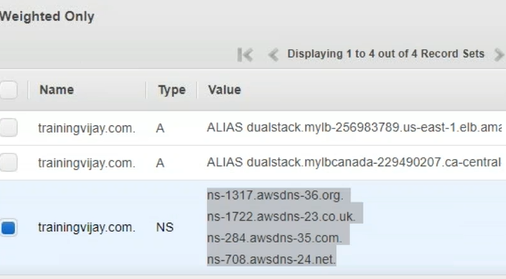 Weighted Only
Displaying 1 to 4 out of 4 Record Sets
Name Type Value
trainingvijay.com. A ALIAS dualstack.mylb-256983789.us-east-1.elb.ama
trainingvijay.com. A ALIAS dualstack.mylbcanada-229490207.ca-central
ns-1317.awsdns-36.org.
ns-1722.awsdns-23.co.uk.
trainingvijay.com. NS
ns-284.awsdns-35.com.
ns-708.awsdns-24.net.